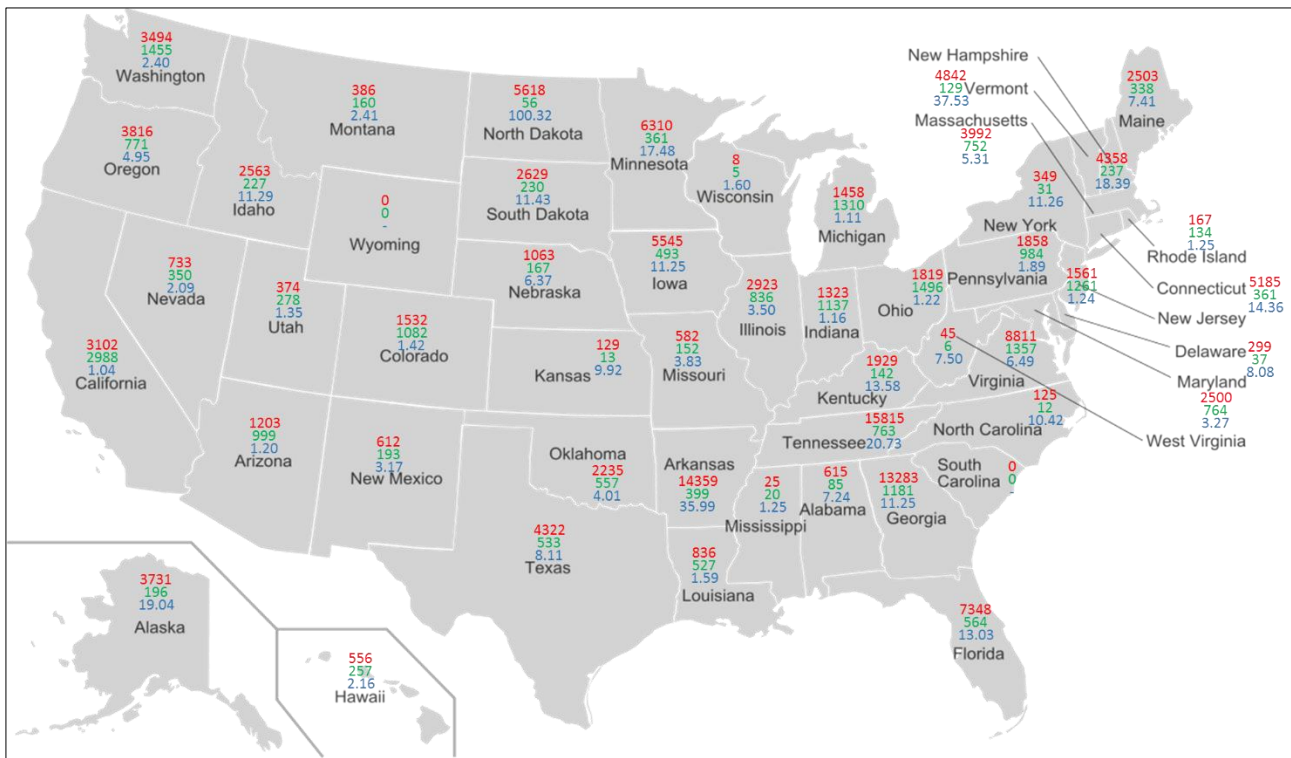 3494
1455
2.40
Washington
3816
771
4.95
Oregon
2563
227
11.29
Idaho
386
160
2.41
Montana
0
0
-
Wyoming
5618
56
100.32
North Dakota
2629
230
11.43
South Dakota
1063
167
6.37
Nebraska
6310
361
17.48
Minnesota
8
5
1.60
Wisconsin
1458
1310
1.11
Michigan
New Hampshire
4842
129
37.53
Vermont
Massachusetts
3992
752
5.31
2503
338
7.41
Maine
4358
237
18.39
349
31
11.26
New York
167
134
1.25
Rhode Island
Connecticut
5185
361
14.36
1858
984
1.89
Pennsylvania
1561
1261
1.24
New Jersey
Delaware
299
37
8.08
Maryland
2500
764
3.27
West Virginia
45
6
7.50
8811
1357
6.49
Virginia
733
350
2.09
Nevada
374
278
1.35
Utah
1532
1082
1.42
Colorado
129
13
9.92
Kansas
5545
493
11.25
Iowa
2923
836
3.50
Illinois
1323
1137
1.16
Indiana
1819
1496
1.22
Ohio
582
152
3.83
Missouri
1929
142
13.58
Kentucky
3102
2988
1.04
California
1203
999
1.20
Arizona
612
193
3.17
New Mexico
Oklahoma
2235
557
4.01
Arkansas
14359
399
35.99
15815
763
Tennessee 20.73
125
12
North Carolina 10.42
South
Carolina
0
0
-
25
20
1.25
Mississippi
615
85
7.24
Alabama
13283
1181
11.25
Georgia
4322
533
8.11
Texas
836
527
1.59
Louisiana
7348
564
13.03
Florida
3731
196
19.04
Alaska
556
257
2.16
Hawaii